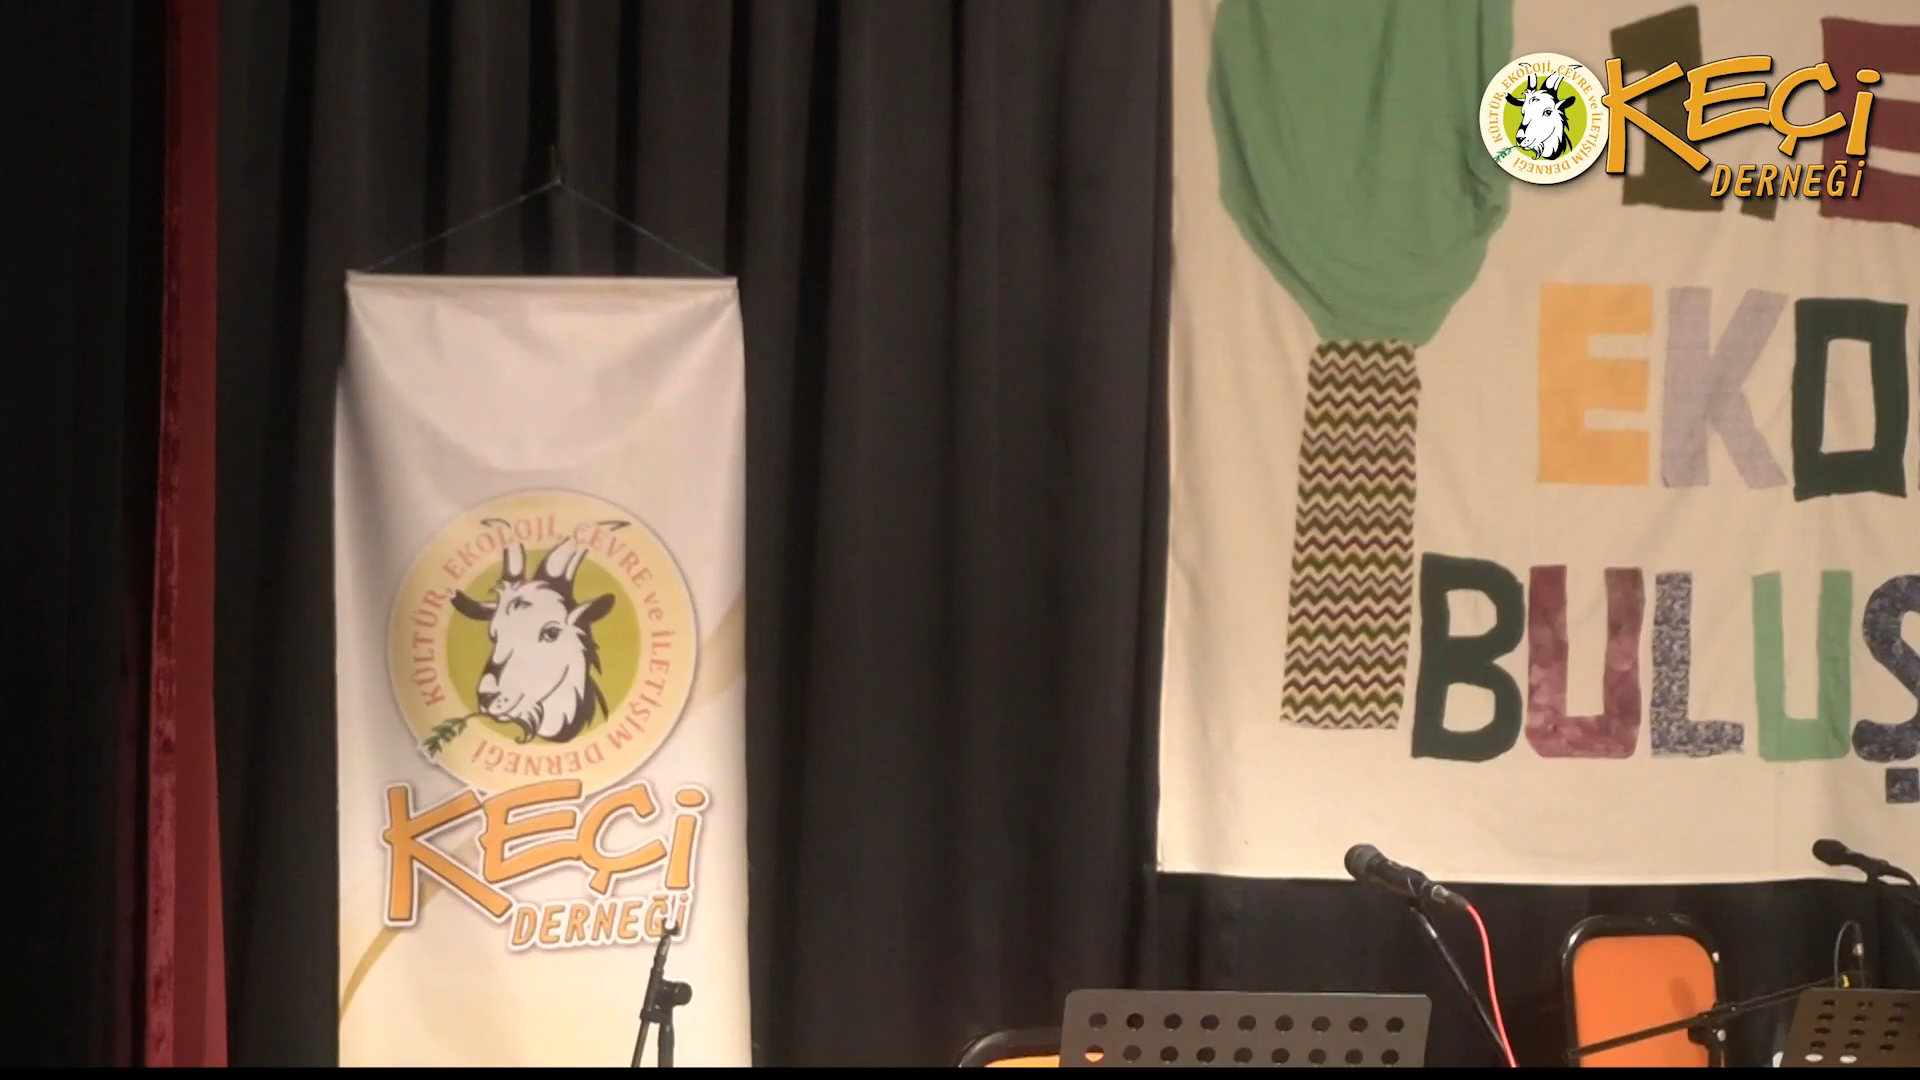 KÜLTÜR, EKOLOJİ, ÇEVRE ve İLETİŞİM DERNEĞİ
KEÇİ
DERNEĞİ
EKO
BULUŞ
KÜLTÜR, EKOLOJİ, ÇEVRE ve İLETİŞİM DERNEĞİ
KEÇİ
DERNEĞİ